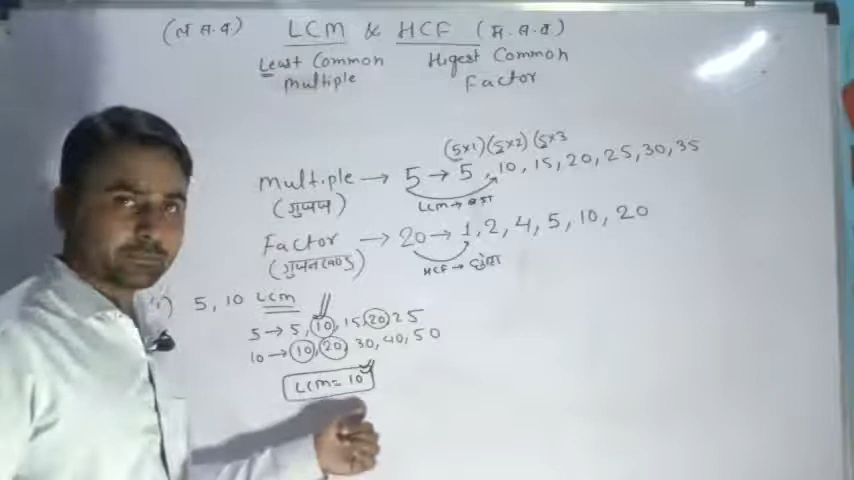 (ल.स.व.) LCM & HCF (म.स.व.)
Least Common Higest Common
Multiple Factor
(5x1) (5x2) (5x3
Multiple → 5 → 5, 10, 15, 20, 25, 30, 35
(गुणज) LCM →
Factor → 20 → 1, 2, 4, 5, 10, 20
(गुणनखण्ड) HCF →
5, 10 LCM
5 → 5, 10, 15, 20 25
10 → 10, 20, 30, 40, 50
LCM = 10